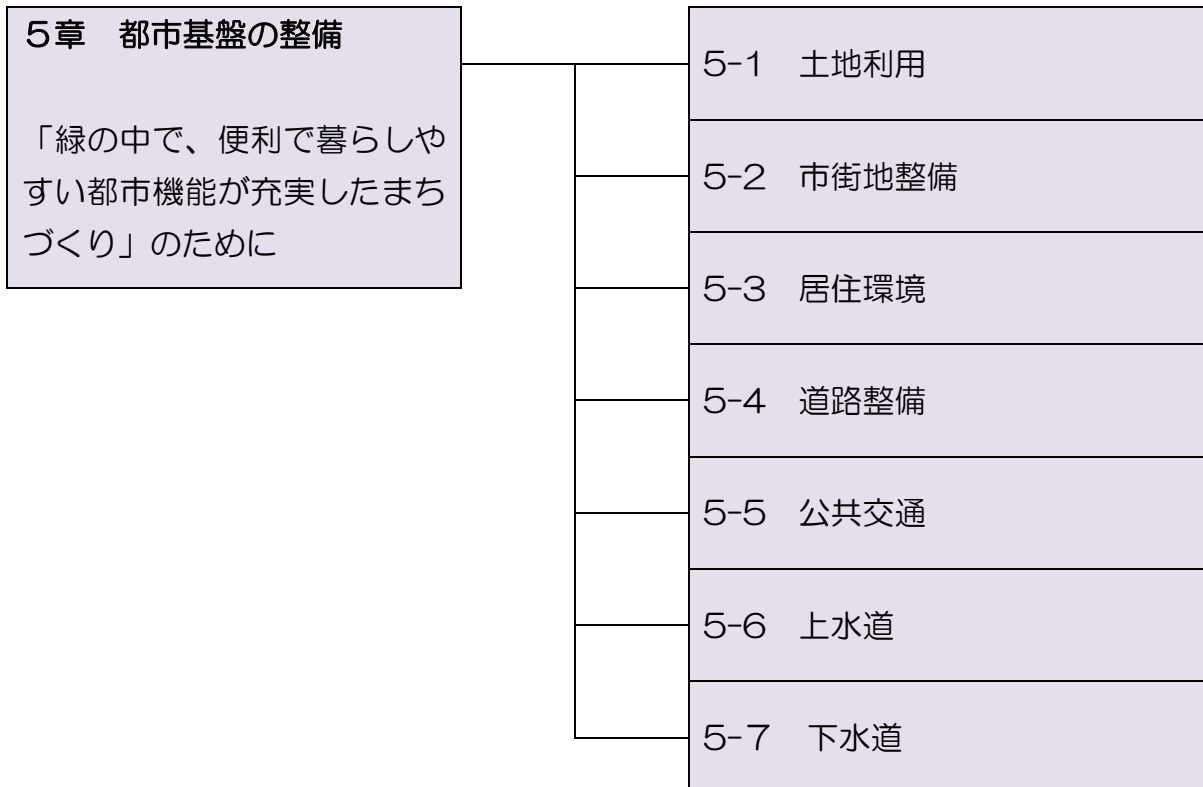 ５章　都市基盤の整備
「緑の中で、便利で暮らしや
すい都市機能が充実したまち
づくり」のために
５-１　土地利用
５-２　市街地整備
５-３　居住環境
５-４　道路整備
５-５　公共交通
５-６　上水道
５-７　下水道